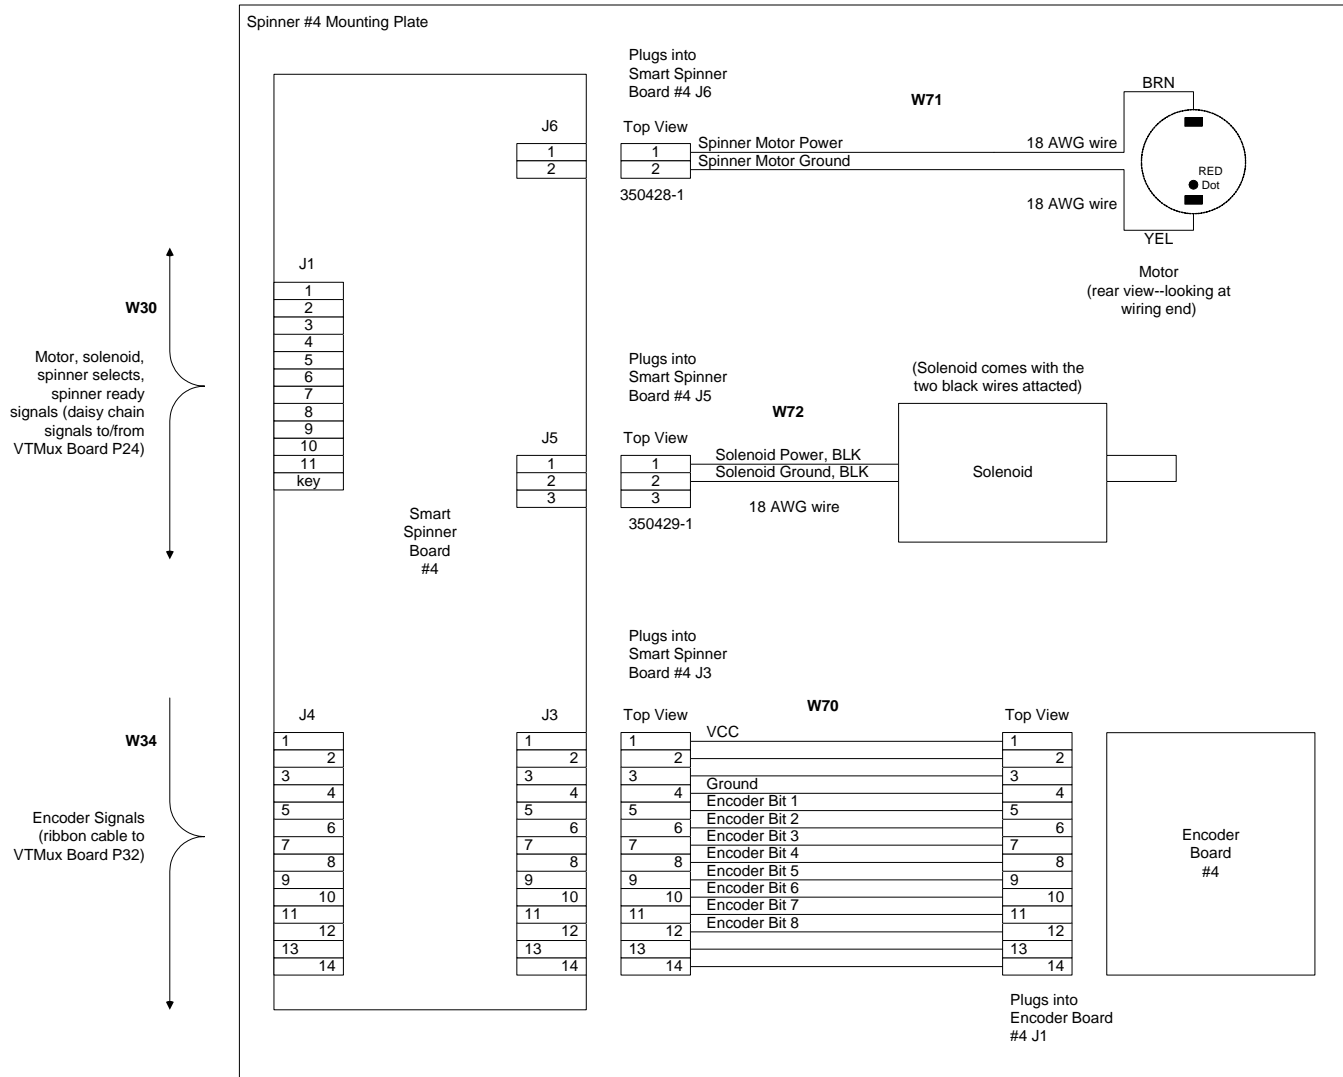 Spinner #4 Mounting Plate
Plugs into
Smart Spinner
Board #4 J6
W71
BRN
J6
Top View
1
2
1
2
Spinner Motor Power
Spinner Motor Ground
18 AWG wire
350428-1
18 AWG wire
RED
Dot
YEL
Motor
(rear view--looking at
wiring end)
J1
1
2
3
4
5
6
7
8
9
10
11
key
W30
Motor, solenoid,
spinner selects,
spinner ready
signals (daisy chain
signals to/from
VTMux Board P24)
Plugs into
Smart Spinner
Board #4 J5
W72
(Solenoid comes with the
two black wires attacted)
J5
Top View
1
2
3
1
2
3
Solenoid Power, BLK
Solenoid Ground, BLK
18 AWG wire
350429-1
Solenoid
Smart
Spinner
Board
#4
Plugs into
Smart Spinner
Board #4 J3
W70
W34
Encoder Signals
(ribbon cable to
VTMux Board P32)
J4
1
2
3
4
5
6
7
8
9
10
11
12
13
14
J3
1
2
3
4
5
6
7
8
9
10
11
12
13
14
Top View
1
2
3
4
5
6
7
8
9
10
11
12
13
14
VCC
Ground
Encoder Bit 1
Encoder Bit 2
Encoder Bit 3
Encoder Bit 4
Encoder Bit 5
Encoder Bit 6
Encoder Bit 7
Encoder Bit 8
Top View
1
2
3
4
5
6
7
8
9
10
11
12
13
14
Encoder
Board
#4
Plugs into
Encoder Board
#4 J1